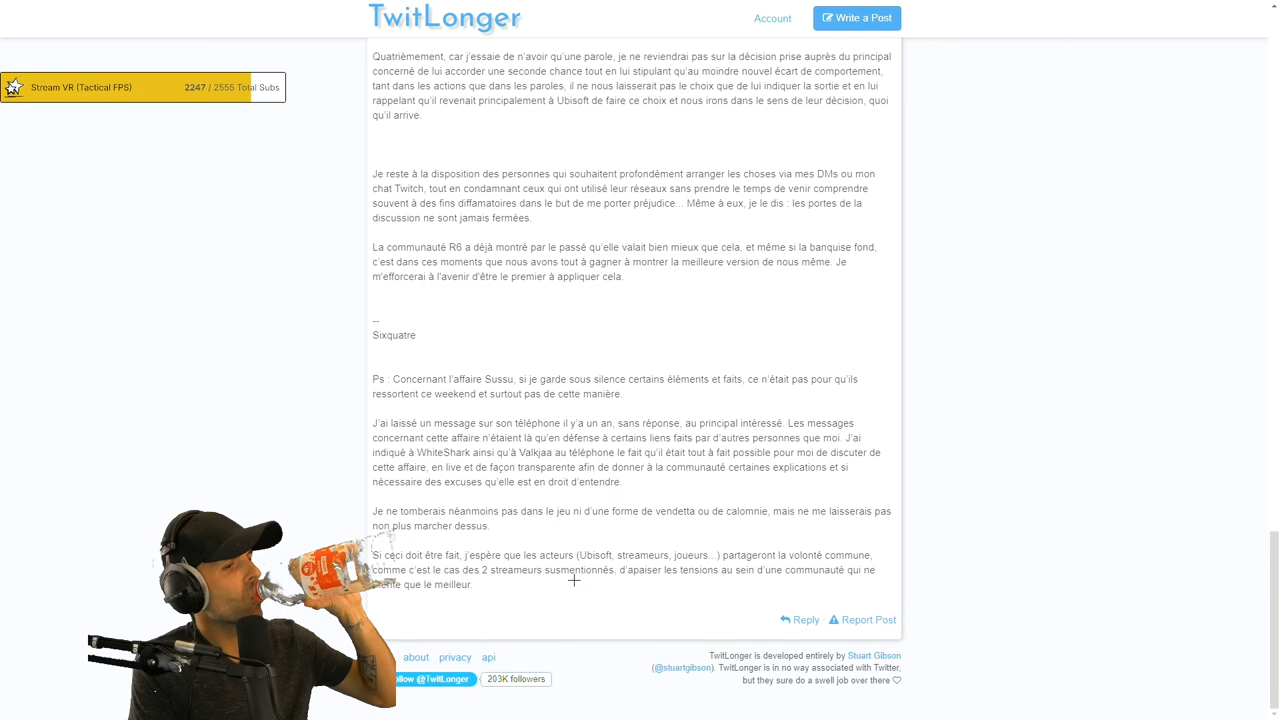 TwitLonger
Account
Write a Post
Stream VR (Tactical FPS) 2247 / 2555 Total Subs
Quatrièmement, car j'essaie de n'avoir qu'une parole, je ne reviendrai pas sur la décision prise auprès du principal
concerné de lui accorder une seconde chance tout en lui stipulant qu'au moindre nouvel écart de comportement,
tant dans les actions que dans les paroles, il ne nous laisserait pas le choix que de lui indiquer la sortie et en lui
rappelant qu'il revenait principalement à Ubisoft de faire ce choix et nous irons dans le sens de leur décision, quoi
qu'il arrive.
Je reste à la disposition des personnes qui souhaitent profondément arranger les choses via mes DMs ou mon
chat Twitch, tout en condamnant ceux qui ont utilisé leur réseaux sans prendre le temps de venir comprendre
souvent à des fins diffamatoires dans le but de me porter préjudice... Même à eux, je le dis : les portes de la
discussion ne sont jamais fermées.
La communauté R6 a déjà montré par le passé qu'elle valait bien mieux que cela, et même si la banquise fond,
c'est dans ces moments que nous avons tout à gagner à montrer la meilleure version de nous même. Je
m'efforcerai à l'avenir d'être le premier à appliquer cela.
--
Sixquatre
Ps : Concernant l'affaire Sussu, si je garde sous silence certains éléments et faits, ce n'était pas pour qu'ils
ressortent ce weekend et surtout pas de cette manière.
J'ai laissé un message sur son téléphone il y'a un an, sans réponse, au principal intéressé. Les messages
concernant cette affaire n'étaient là qu'en défense à certains liens faits par d'autres personnes que moi. J'ai
indiqué à WhiteShark ainsi qu'à Valkjaa au téléphone le fait qu'il était tout à fait possible pour moi de discuter de
cette affaire, en live et de façon transparente afin de donner à la communauté certaines explications et si
nécessaire des excuses qu'elle est en droit d'entendre.
Je ne tomberais néanmoins pas dans le jeu ni d'une forme de vendetta ou de calomnie, mais ne me laisserais pas
non plus marcher dessus.
Si ceci doit être fait, j'espère que les acteurs (Ubisoft, streameurs, joueurs...) partageront la volonté commune,
comme c'est le cas des 2 streameurs susmentionnés, d'apaiser les tensions au sein d'une communauté qui ne
que le meilleur.
Reply · Report Post
about privacy api
@TwitLonger 203K followers
TwitLonger is developed entirely by Stuart Gibson
(@stuartgibson). TwitLonger is in no way associated with Twitter,
but they sure do a swell job over there